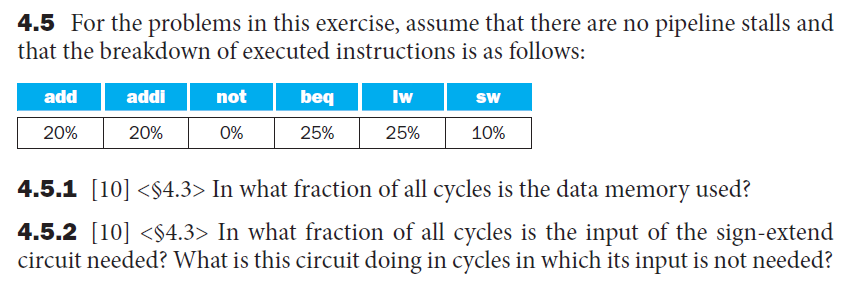 4.5 For the problems in this exercise, assume that there are no pipeline stalls and
that the breakdown of executed instructions is as follows:
add addi not beq lw sw
20% 20% 0% 25% 25% 10%
4.5.1 [10] <§4.3> In what fraction of all cycles is the data memory used?
4.5.2 [10] <§4.3> In what fraction of all cycles is the input of the sign-extend
circuit needed? What is this circuit doing in cycles in which its input is not needed?